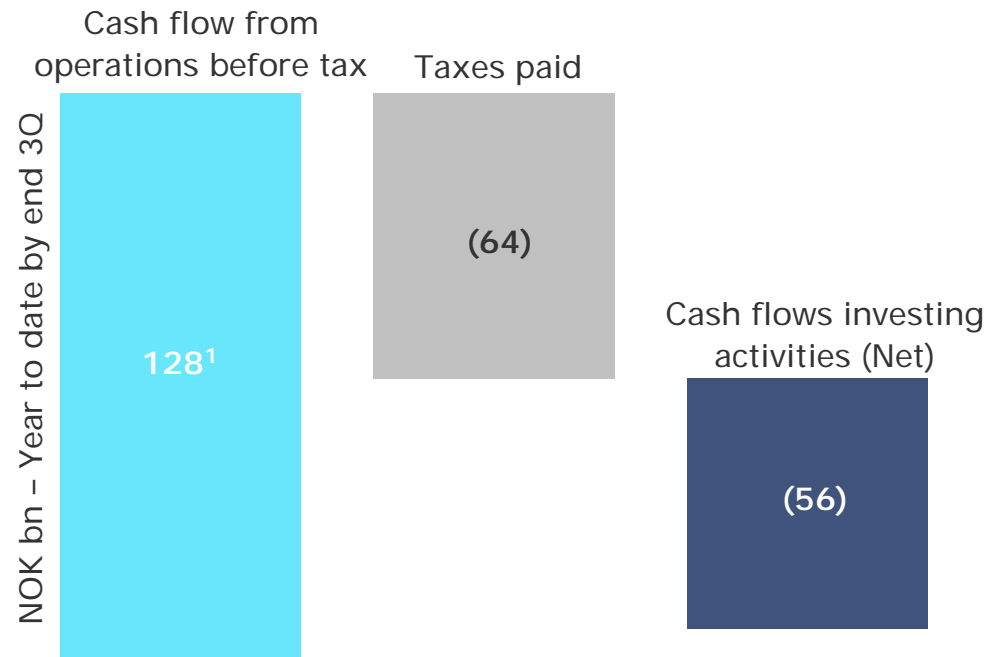 Cash flow from
operations before tax
Taxes paid
NOK bn – Year to date by end 3Q
128¹
(64)
Cash flows investing
activities (Net)
(56)